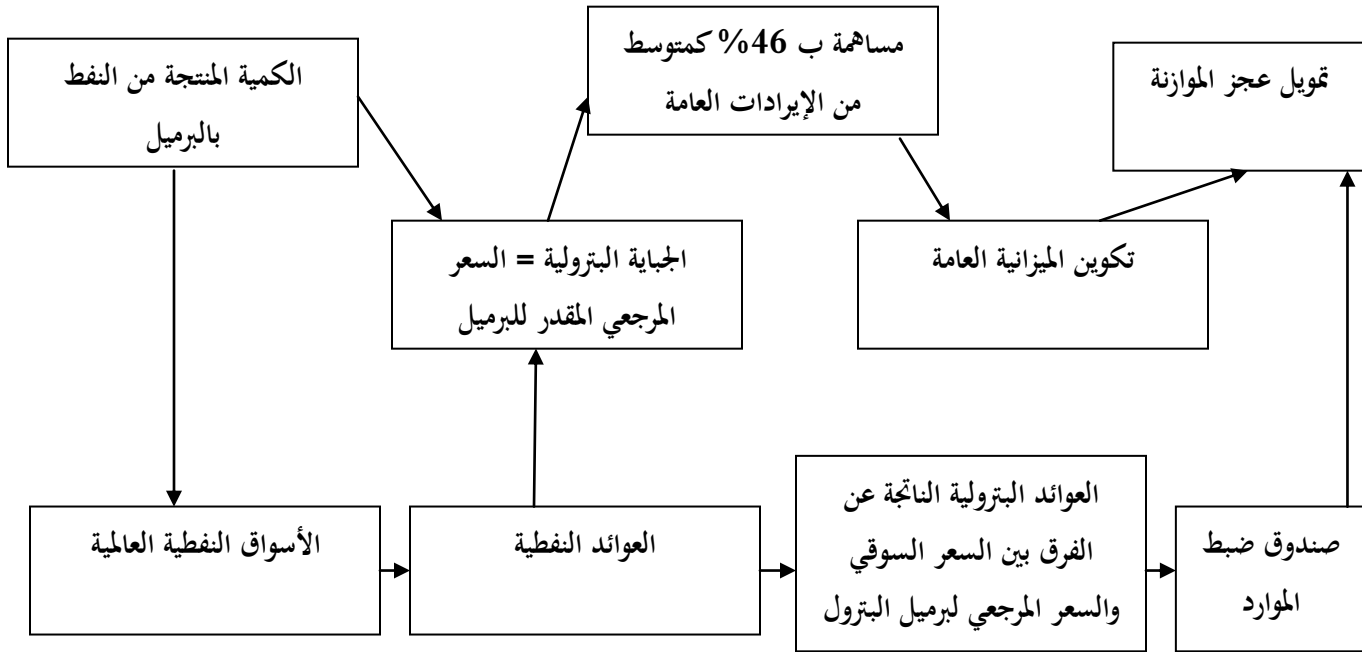 الكمية المنتجة من النفط
بالبرميل
مساهمة ب 46% كمتوسط
من الإيرادات العامة
تمويل عجز الموازنة
الجباية البترولية = السعر
المرجعي المقدر للبرميل
تكوين الميزانية العامة
الأسواق النفطية العالمية
العوائد النفطية
العوائد البترولية الناتجة عن
الفرق بين السعر السوقي
والسعر المرجعي لبرميل البترول
صندوق ضبط
الموارد